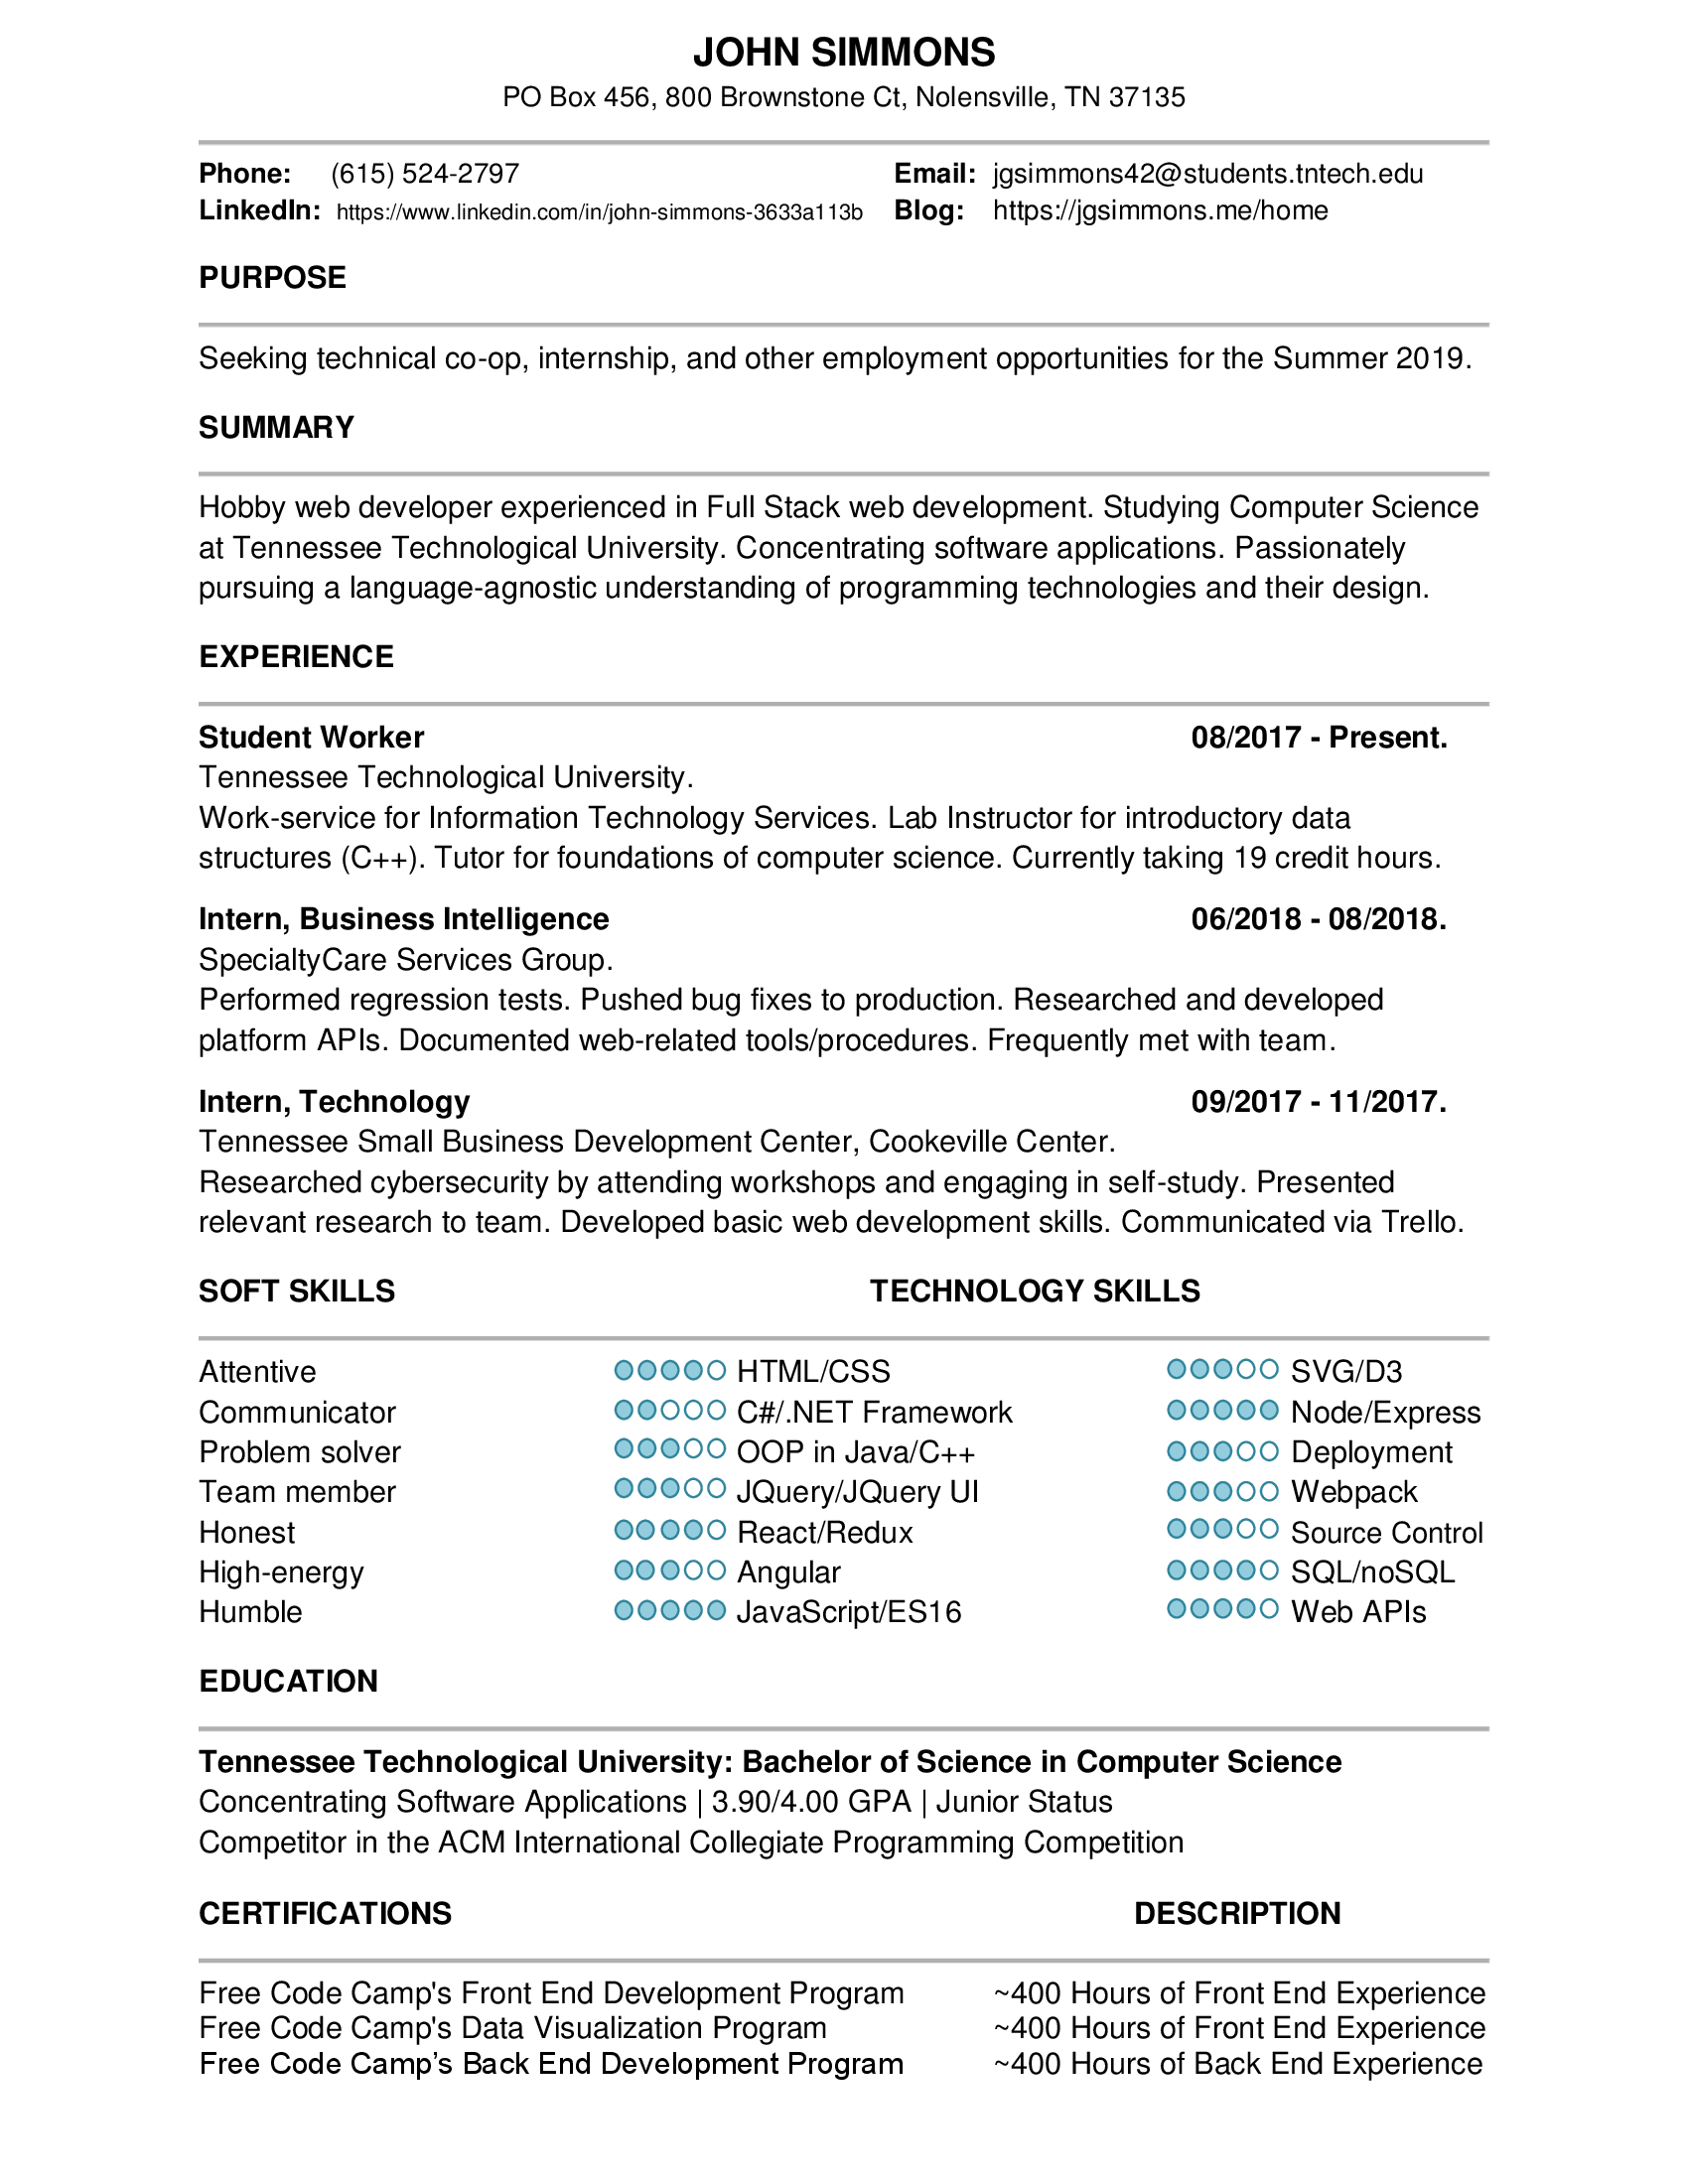 JOHN SIMMONS
PO Box 456, 800 Brownstone Ct, Nolensville, TN 37135
Phone: (615) 524-2797 Email: jgsimmons42@students.tntech.edu
LinkedIn: https://www.linkedin.com/in/john-simmons-3633a113b Blog: https://jgsimmons.me/home
PURPOSE
Seeking technical co-op, internship, and other employment opportunities for the Summer 2019.
SUMMARY
Hobby web developer experienced in Full Stack web development. Studying Computer Science
at Tennessee Technological University. Concentrating software applications. Passionately
pursuing a language-agnostic understanding of programming technologies and their design.
EXPERIENCE
Student Worker 08/2017 - Present.
Tennessee Technological University.
Work-service for Information Technology Services. Lab Instructor for introductory data
structures (C++). Tutor for foundations of computer science. Currently taking 19 credit hours.
Intern, Business Intelligence 06/2018 - 08/2018.
SpecialtyCare Services Group.
Performed regression tests. Pushed bug fixes to production. Researched and developed
platform APIs. Documented web-related tools/procedures. Frequently met with team.
Intern, Technology 09/2017 - 11/2017.
Tennessee Small Business Development Center, Cookeville Center.
Researched cybersecurity by attending workshops and engaging in self-study. Presented
relevant research to team. Developed basic web development skills. Communicated via Trello.
SOFT SKILLS TECHNOLOGY SKILLS
Attentive HTML/CSS SVG/D3
Communicator C#/.NET Framework Node/Express
Problem solver OOP in Java/C++ Deployment
Team member JQuery/JQuery UI Webpack
Honest React/Redux Source Control
High-energy Angular SQL/noSQL
Humble JavaScript/ES16 Web APIs
EDUCATION
Tennessee Technological University: Bachelor of Science in Computer Science
Concentrating Software Applications | 3.90/4.00 GPA | Junior Status
Competitor in the ACM International Collegiate Programming Competition
CERTIFICATIONS DESCRIPTION
Free Code Camp's Front End Development Program ~400 Hours of Front End Experience
Free Code Camp's Data Visualization Program ~400 Hours of Front End Experience
Free Code Camp’s Back End Development Program ~400 Hours of Back End Experience